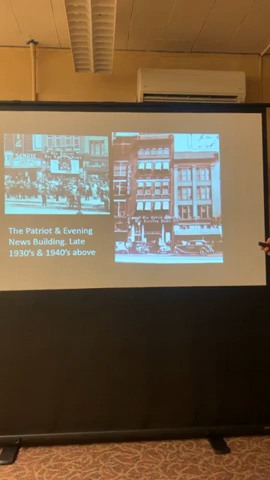 The Patriot & Evening
News Building. Late
1930's & 1940's above